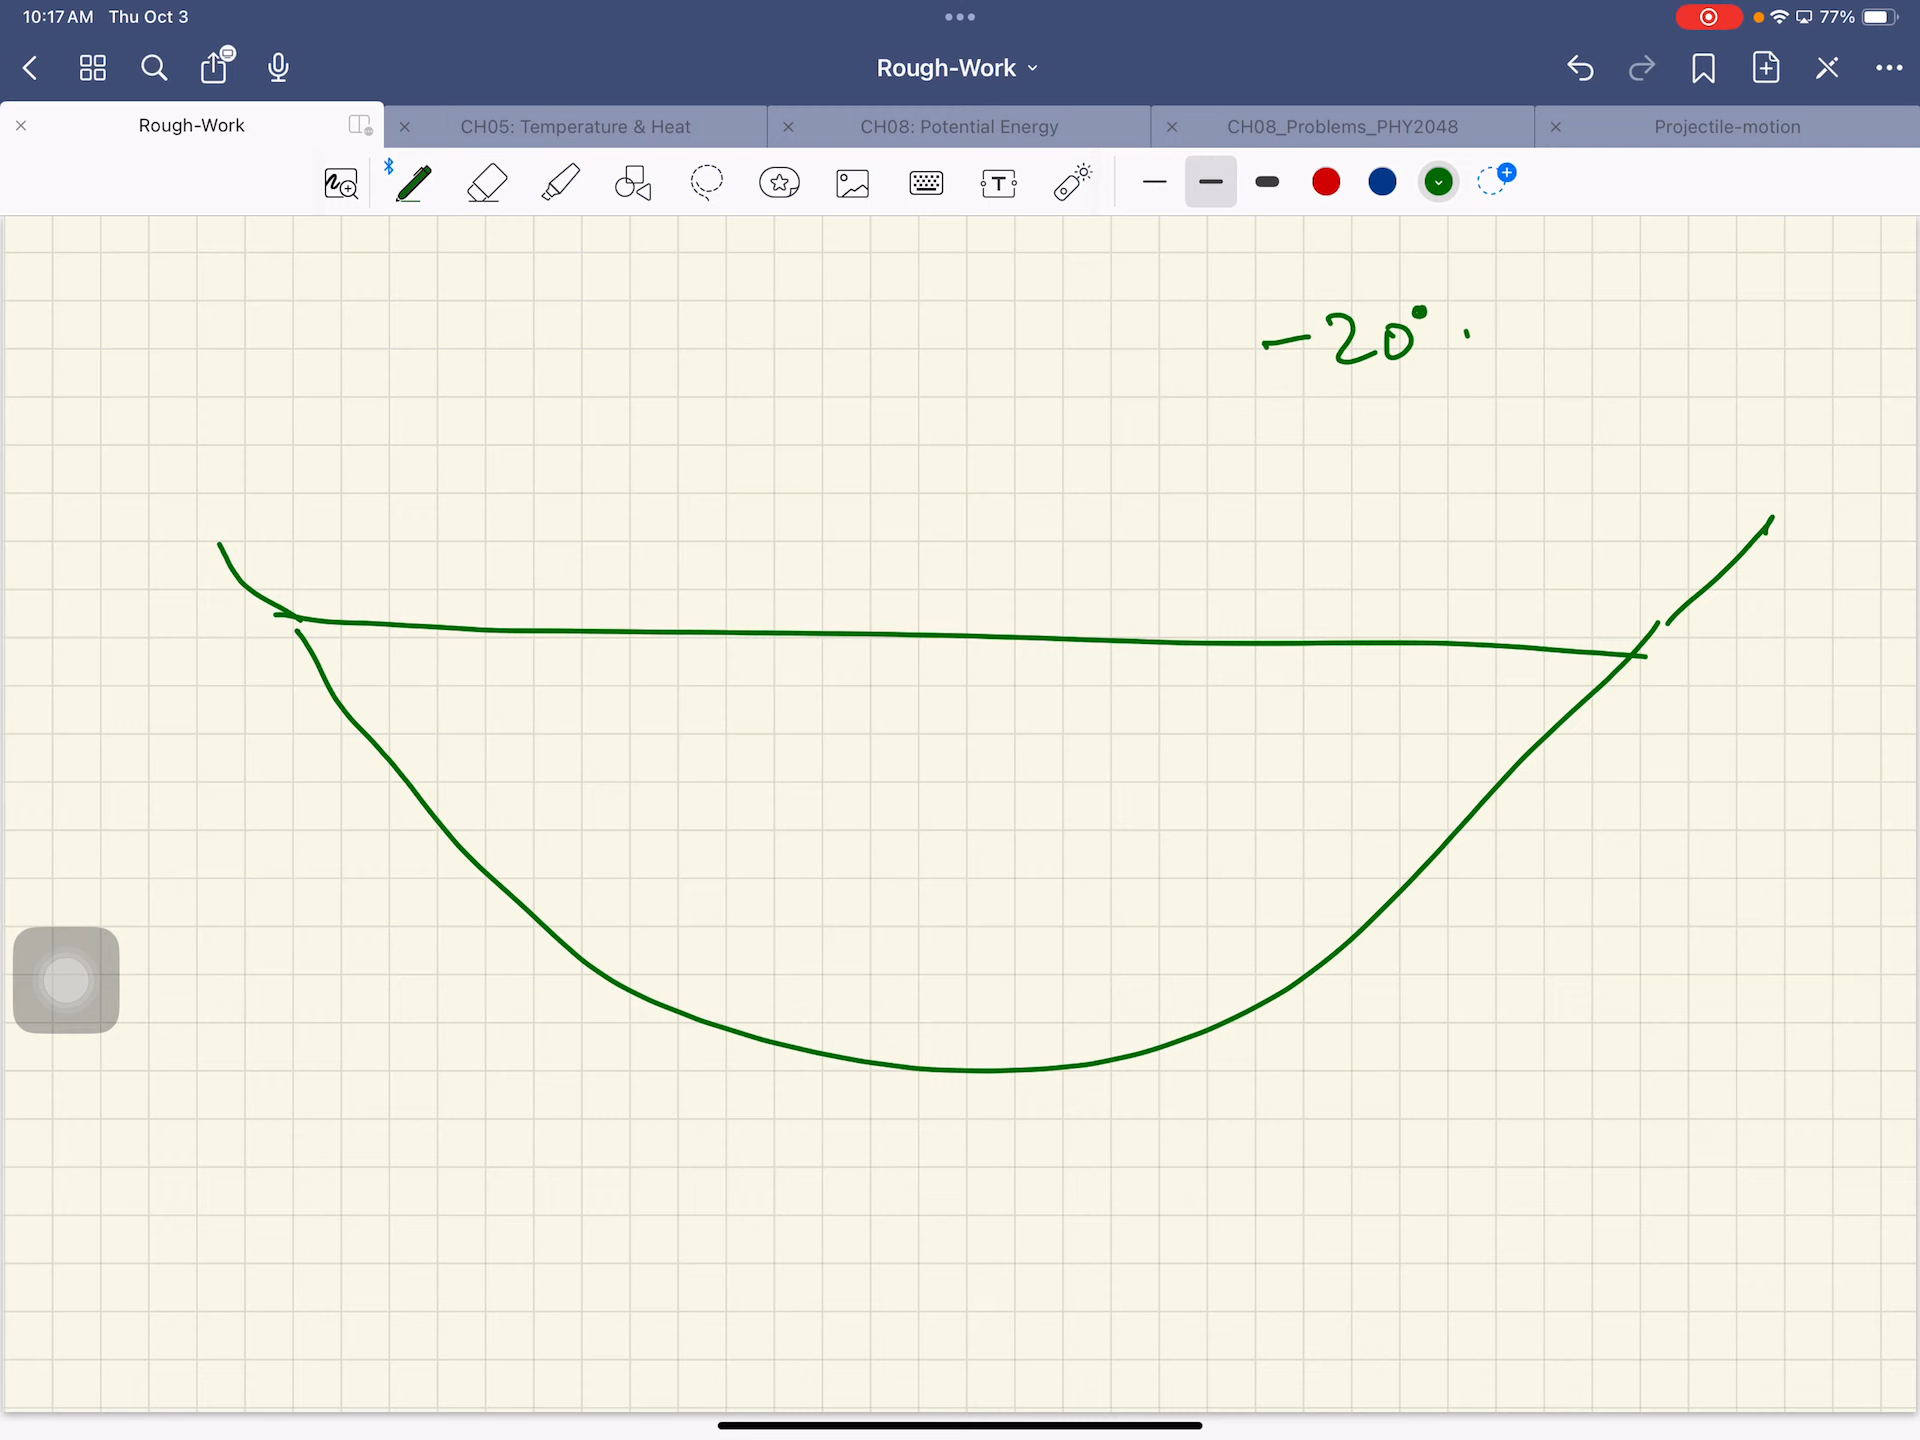 10:17 AM Thu Oct 3
77%
Rough-Work
Rough-Work
CH05: Temperature & Heat
CH08: Potential Energy
CH08_Problems_PHY2048
Projectile-motion
T
-20°